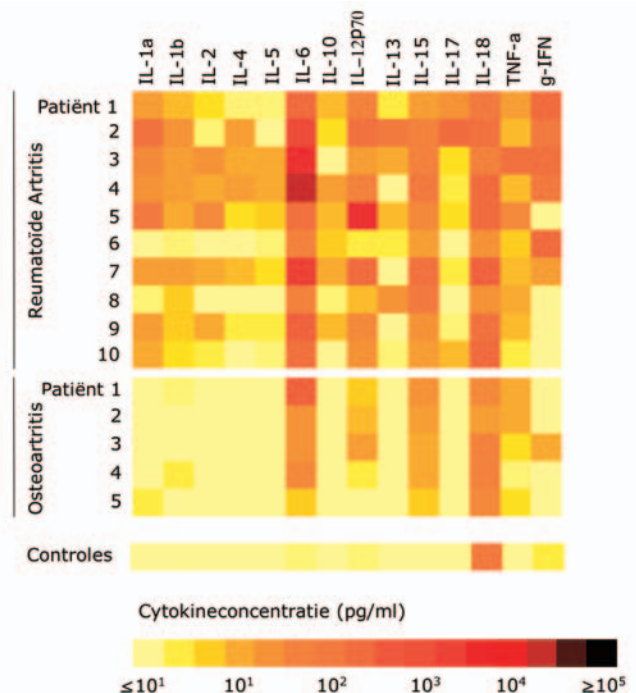 IL-1a IL-1b IL-2 IL-4 IL-5 IL-6 IL-10 IL-12p70 IL-13 IL-15 IL-17 IL-18 TNF-a g-IFN
Reumatoïde Artritis
Patiënt 1
2
3
4
5
6
7
8
9
10
Osteoartritis
Patiënt 1
2
3
4
5
Controles
Cytokineconcentratie (pg/ml)
≤10¹ 10¹ 10² 10³ 10⁴ ≥10⁵